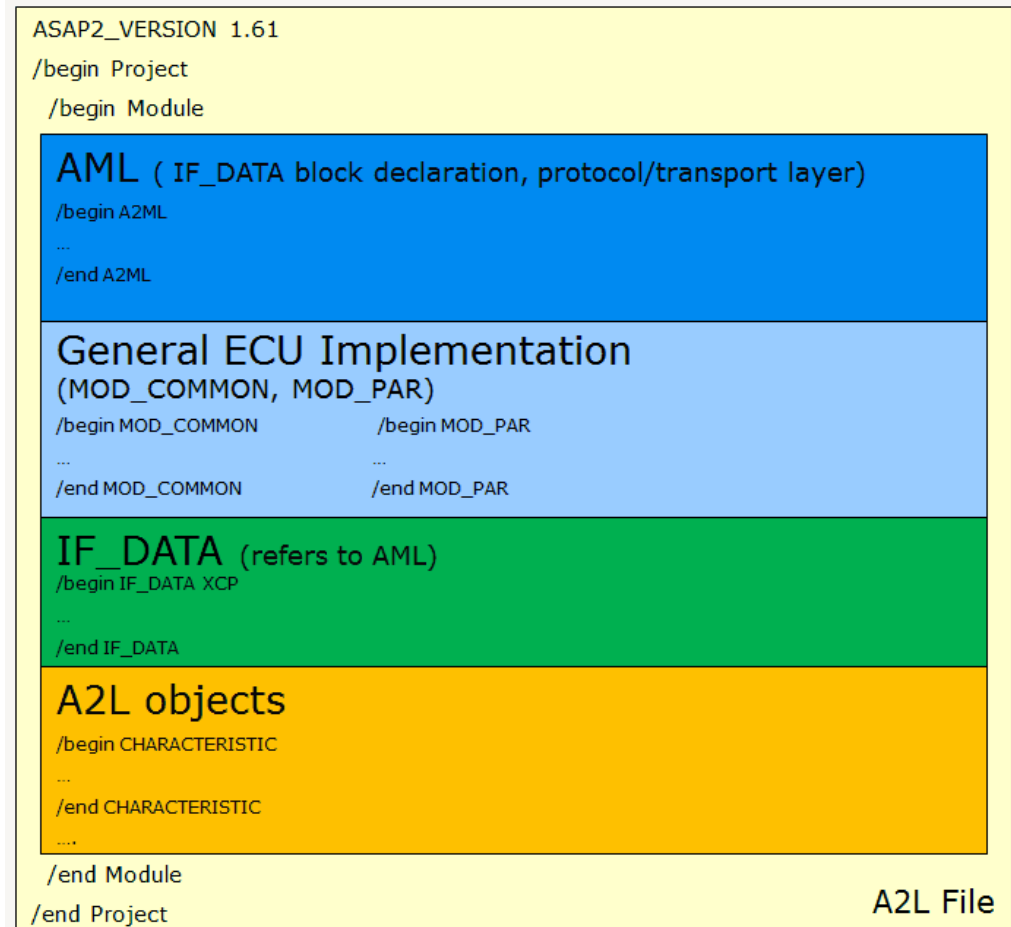 ASAP2_VERSION 1.61
/begin Project
/begin Module
AML ( IF_DATA block declaration, protocol/transport layer)
/begin A2ML
...
/end A2ML
General ECU Implementation
(MOD_COMMON, MOD_PAR)
/begin MOD_COMMON /begin MOD_PAR
... ...
/end MOD_COMMON /end MOD_PAR
IF_DATA (refers to AML)
/begin IF_DATA XCP
...
/end IF_DATA
A2L objects
/begin CHARACTERISTIC
...
/end CHARACTERISTIC
....
/end Module
/end Project
A2L File